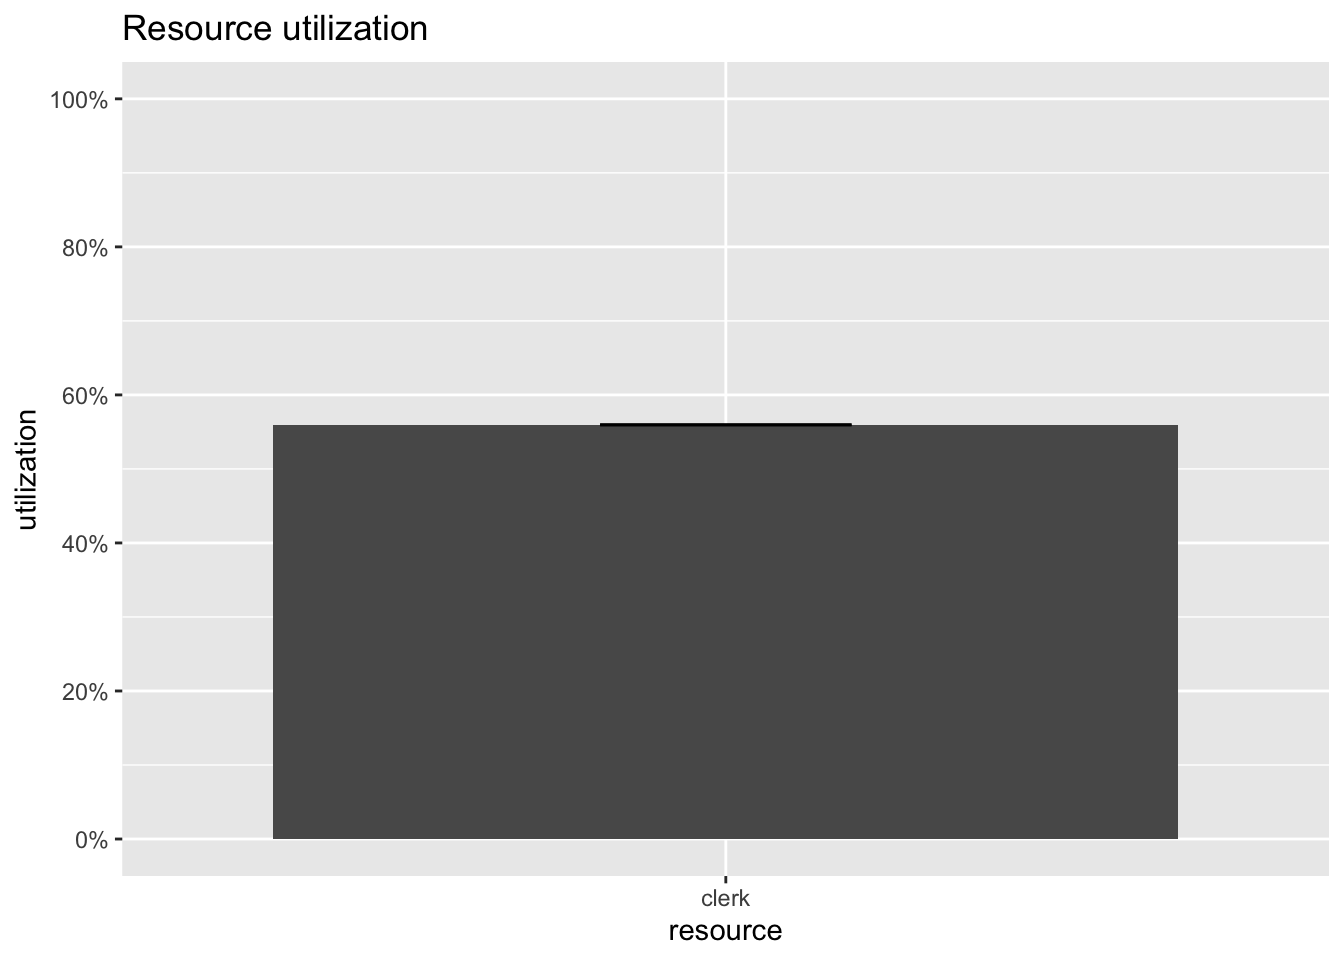 Resource utilization
100%
80%
60%
40%
20%
0%
utilization
clerk
resource